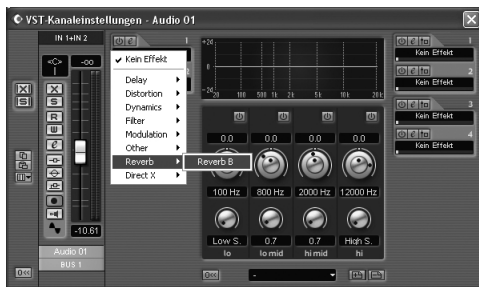 VST-Kanaleinstellungen - Audio 01
IN 1+IN 2
<C>
-oo
X
S
R
W
e
-10.61
Audio 01
BUS 1
1
Kein Effekt
Delay
Distortion
Dynamics
Filter
Modulation
Other
Reverb
Direct X
Reverb B
+24
0
-24
20 100 500 1k 2k 5k 10k 20k
0.0 0.0 0.0 0.0
100 Hz 800 Hz 2000 Hz 12000 Hz
Low S. 0.7 0.7 High S.
lo lo mid hi mid hi
1
Kein Effekt
2
Kein Effekt
3
Kein Effekt
4
Kein Effekt